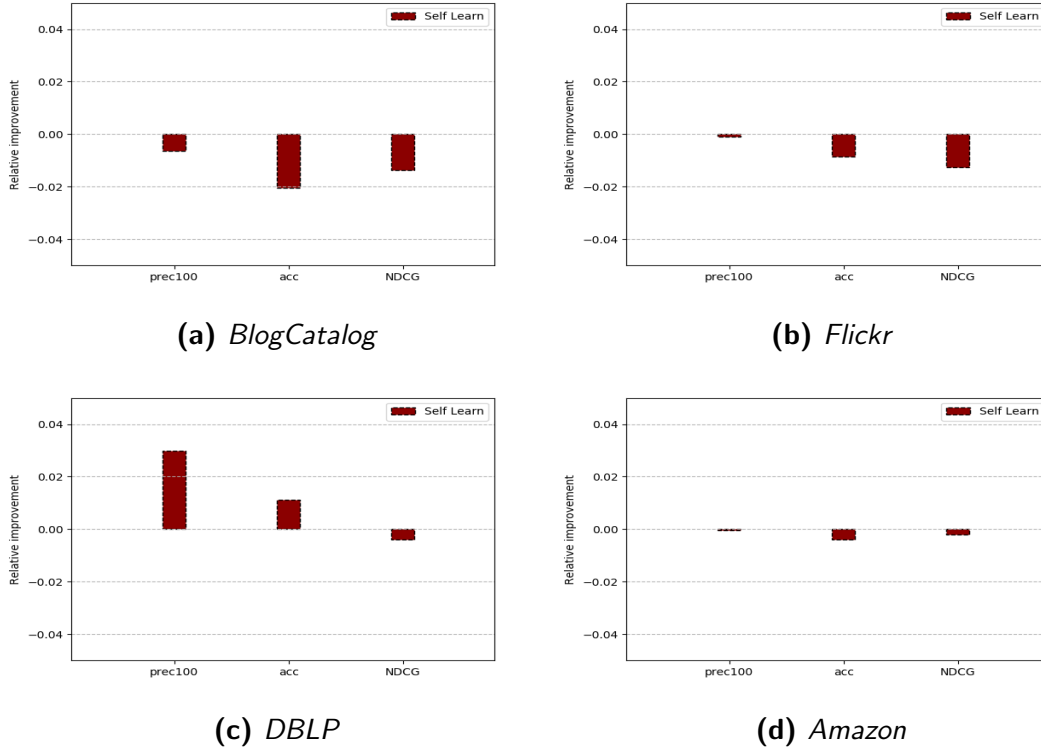 Self Learn
Relative improvement
0.04
0.02
0.00
−0.02
−0.04
prec100 acc NDCG
(a) BlogCatalog
Self Learn
Relative improvement
0.04
0.02
0.00
−0.02
−0.04
prec100 acc NDCG
(b) Flickr
Self Learn
Relative improvement
0.04
0.02
0.00
−0.02
−0.04
prec100 acc NDCG
(c) DBLP
Self Learn
Relative improvement
0.04
0.02
0.00
−0.02
−0.04
prec100 acc NDCG
(d) Amazon